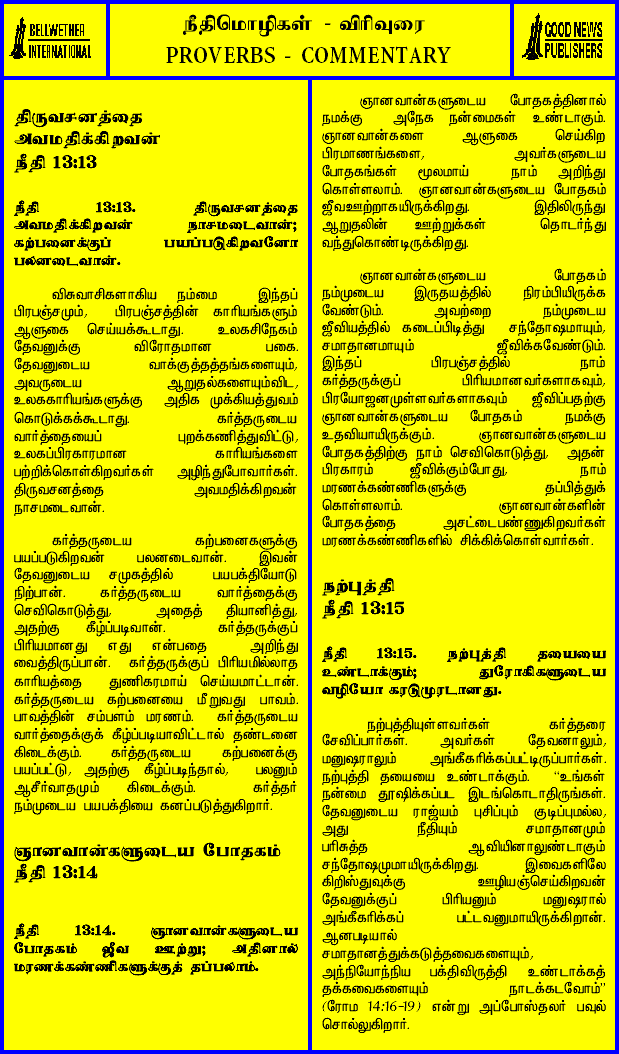 BELLWETHER
INTERNATIONAL
நீதிமொழிகள் - விரிவுரை
PROVERBS - COMMENTARY
GOOD NEWS
PUBLISHERS
திருவசனத்தை
அவமதிக்கிறவன்
நீதி 13:13
நீதி 13:13. திருவசனத்தை
அவமதிக்கிறவன் நாசமடைவான்;
கற்பனைக்குப் பயப்படுகிறவனோ
பலனடைவான்.
விசுவாசிகளாகிய நம்மை இந்தப்
பிரபஞ்சமும், பிரபஞ்சத்தின் காரியங்களும்
ஆளுகை செய்யக்கூடாது. உலகசிநேகம்
தேவனுக்கு விரோதமான பகை.
தேவனுடைய வாக்குத்தத்தங்களையும்,
அவருடைய ஆறுதல்களையும்விட,
உலககாரியங்களுக்கு அதிக முக்கியத்துவம்
கொடுக்கக்கூடாது. கர்த்தருடைய
வார்த்தையைப் புறக்கணித்துவிட்டு,
உலகப்பிரகாரமான காரியங்களை
பற்றிக்கொள்கிறவர்கள் அழிந்துபோவார்கள்.
திருவசனத்தை அவமதிக்கிறவன்
நாசமடைவான்.
கர்த்தருடைய கற்பனைகளுக்கு
பயப்படுகிறவன் பலனடைவான். இவன்
தேவனுடைய சமுகத்தில் பயபக்தியோடு
நிற்பான். கர்த்தருடைய வார்த்தைக்கு
செவிகொடுத்து, அதைத் தியானித்து,
அதற்கு கீழ்ப்படிவான். கர்த்தருக்குப்
பிரியமானது எது என்பதை அறிந்து
வைத்திருப்பான். கர்த்தருக்குப் பிரியமில்லாத
காரியத்தை துணிகரமாய் செய்யமாட்டான்.
கர்த்தருடைய கற்பனையை மீறுவது பாவம்.
பாவத்தின் சம்பளம் மரணம். கர்த்தருடைய
வார்த்தைக்குக் கீழ்ப்படியாவிட்டால் தண்டனை
கிடைக்கும். கர்த்தருடைய கற்பனைக்கு
பயப்பட்டு, அதற்கு கீழ்ப்படிந்தால், பலனும்
ஆசீர்வாதமும் கிடைக்கும். கர்த்தர்
நம்முடைய பயபக்தியை கனப்படுத்துகிறார்.
ஞானவான்களுடைய போதகம்
நீதி 13:14
நீதி 13:14. ஞானவான்களுடைய
போதகம் ஜீவ ஊற்று; அதினால்
மரணக்கண்ணிகளுக்குத் தப்பலாம்.
ஞானவான்களுடைய போதகத்தினால்
நமக்கு அநேக நன்மைகள் உண்டாகும்.
ஞானவான்களை ஆளுகை செய்கிற
பிரமாணங்களை, அவர்களுடைய
போதகங்கள் மூலமாய் நாம் அறிந்து
கொள்ளலாம். ஞானவான்களுடைய போதகம்
ஜீவஊற்றாகயிருக்கிறது. இதிலிருந்து
ஆறுதலின் ஊற்றுக்கள் தொடர்ந்து
வந்துகொண்டிருக்கிறது.
ஞானவான்களுடைய போதகம்
நம்முடைய இருதயத்தில் நிரம்பியிருக்க
வேண்டும். அவற்றை நம்முடைய
ஜீவியத்தில் கடைப்பிடித்து சந்தோஷமாயும்,
சமாதானமாயும் ஜீவிக்கவேண்டும்.
இந்தப் பிரபஞ்சத்தில் நாம்
கர்த்தருக்குப் பிரியமானவர்களாகவும்,
பிரயோஜனமுள்ளவர்களாகவும் ஜீவிப்பதற்கு
ஞானவான்களுடைய போதகம் நமக்கு
உதவியாயிருக்கும். ஞானவான்களுடைய
போதகத்திற்கு நாம் செவிகொடுத்து, அதன்
பிரகாரம் ஜீவிக்கும்போது, நாம்
மரணக்கண்ணிகளுக்கு தப்பித்துக்
கொள்ளலாம். ஞானவான்களின்
போதகத்தை அசட்டைபண்ணுகிறவர்கள்
மரணக்கண்ணிகளில் சிக்கிக்கொள்வார்கள்.
நற்புத்தி
நீதி 13:15
நீதி 13:15. நற்புத்தி தயையை
உண்டாக்கும்; துரோகிகளுடைய
வழியோ கரடுமுரடானது.
நற்புத்தியுள்ளவர்கள் கர்த்தரை
சேவிப்பார்கள். அவர்கள் தேவனாலும்,
மனுஷராலும் அங்கீகரிக்கப்பட்டிருப்பார்கள்.
நற்புத்தி தயையை உண்டாக்கும். "உங்கள்
நன்மை தூஷிக்கப்பட இடங்கொடாதிருங்கள்.
தேவனுடைய ராஜ்யம் புசிப்பும் குடிப்புமல்ல,
அது நீதியும் சமாதானமும்
பரிசுத்த ஆவியினாலுண்டாகும்
சந்தோஷமுமாயிருக்கிறது. இவைகளிலே
கிறிஸ்துவுக்கு ஊழியஞ்செய்கிறவன்
தேவனுக்குப் பிரியனும் மனுஷரால்
அங்கீகரிக்கப் பட்டவனுமாயிருக்கிறான்.
ஆனபடியால்
சமாதானத்துக்கடுத்தவைகளையும்,
அந்நியோந்நிய பக்திவிருத்தி உண்டாக்கத்
தக்கவைகளையும் நாடக்கடவோம்"
(ரோம 14:16-19) என்று அப்போஸ்தலர் பவுல்
சொல்லுகிறார்.